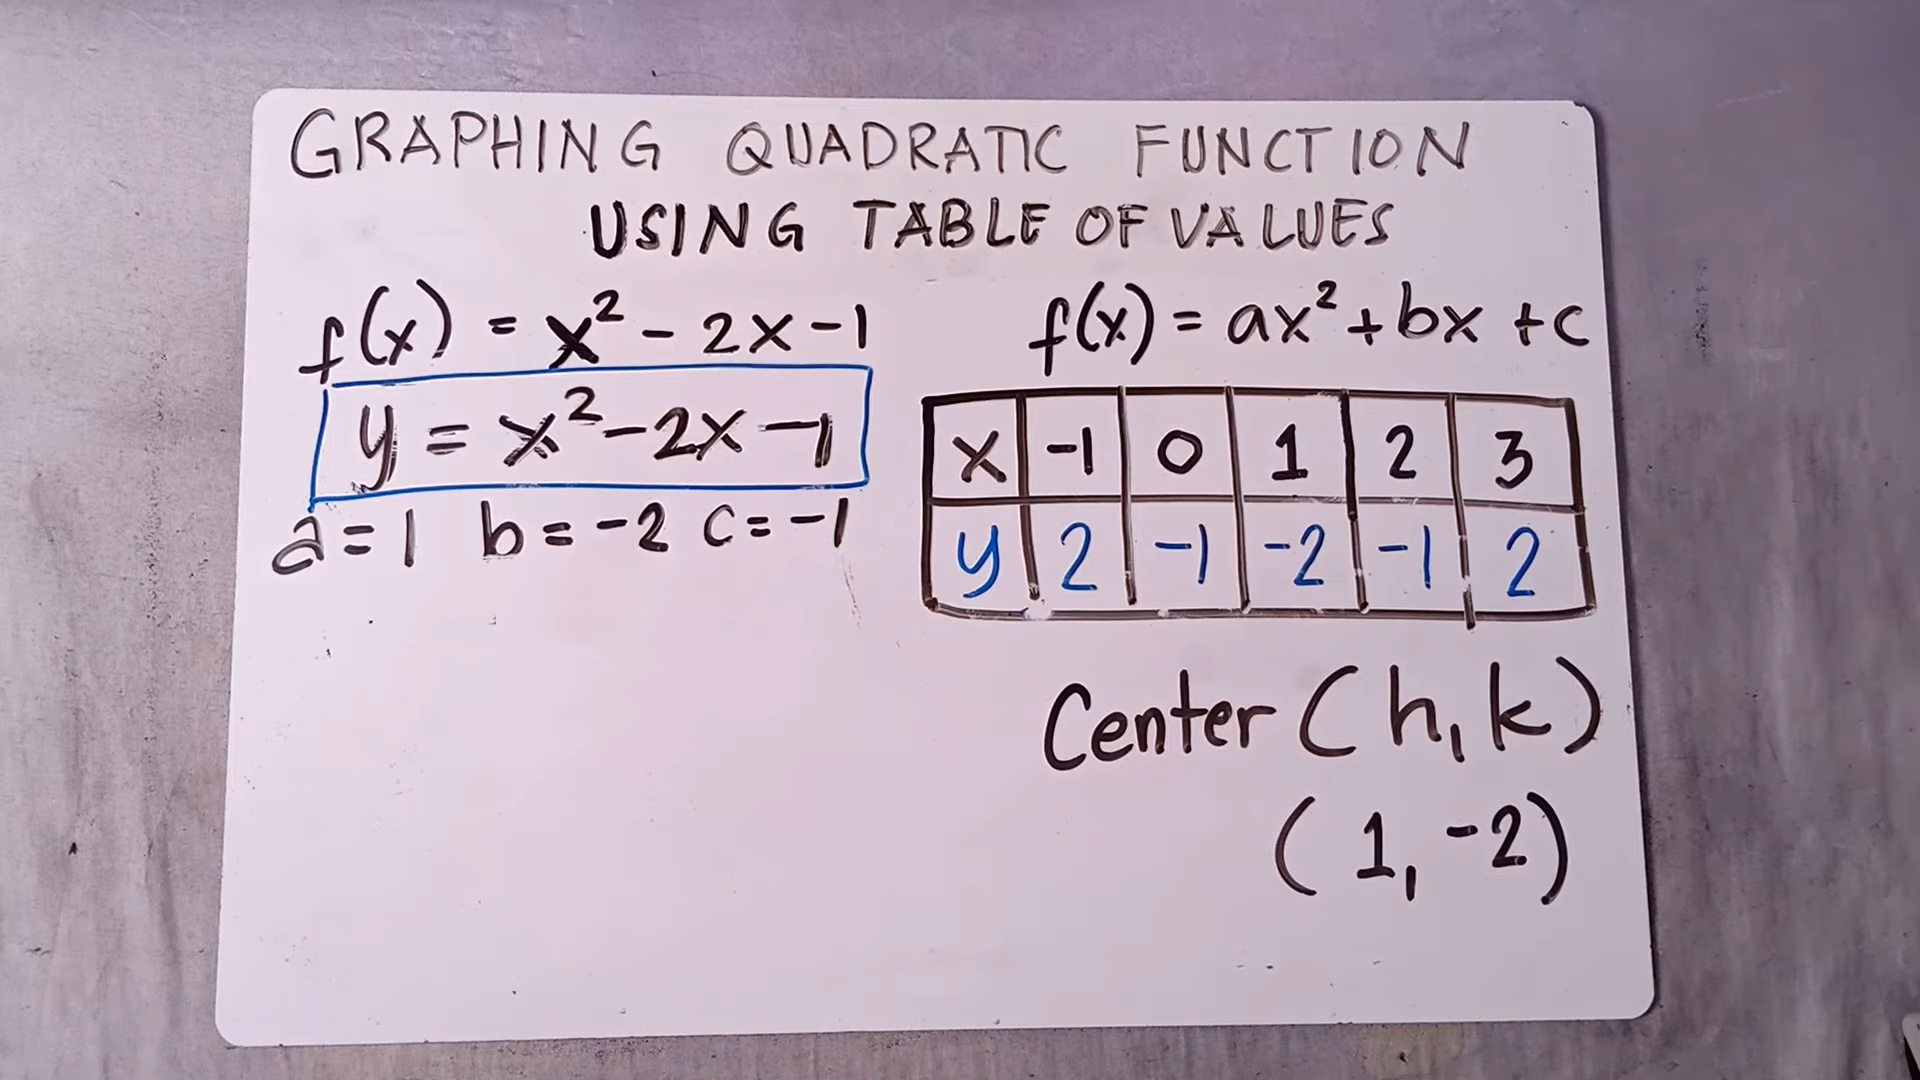 GRAPHING QUADRATIC FUNCTION
USING TABLE OF VALUES
f(x) = x² - 2x - 1
y = x² - 2x - 1
a = 1 b = -2 c = -1
f(x) = ax² + bx + c
x -1 0 1 2 3
y 2 -1 -2 -1 2
Center (h, k)
(1, -2)